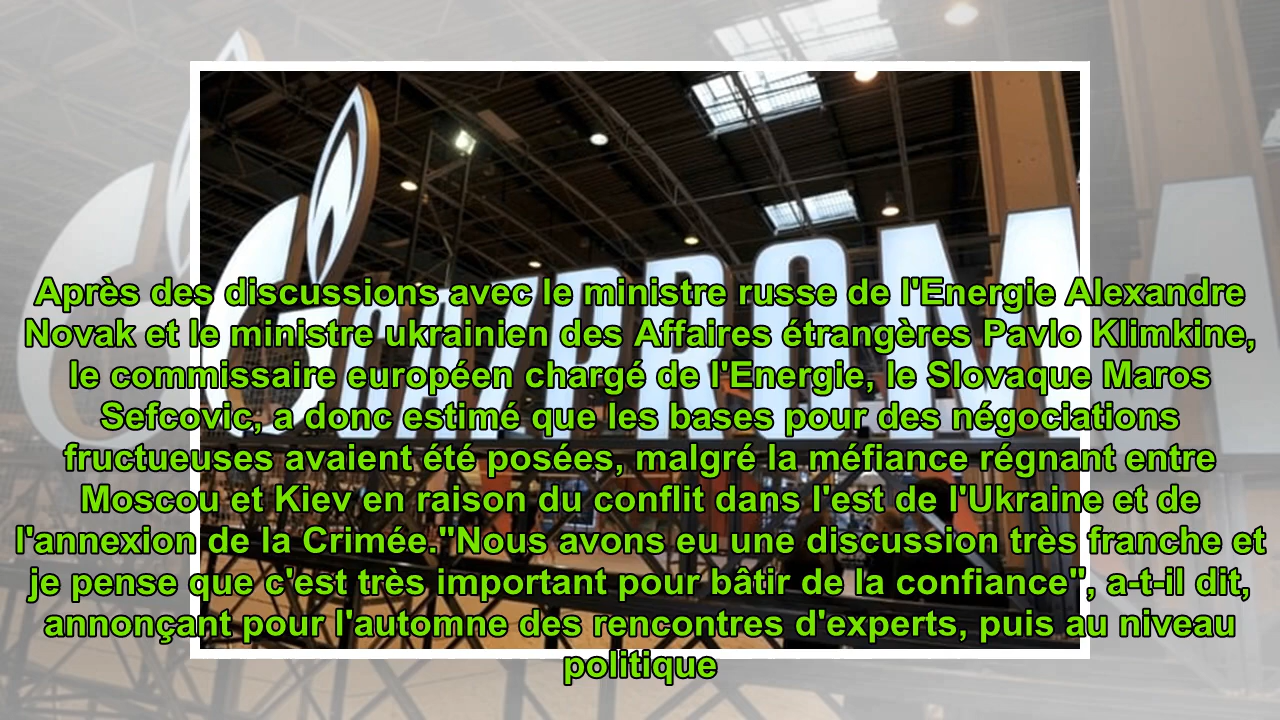 GAZPROM
Après des discussions avec le ministre russe de l'Energie Alexandre
Novak et le ministre ukrainien des Affaires étrangères Pavlo Klimkine,
le commissaire européen chargé de l'Energie, le Slovaque Maros
Sefcovic, a donc estimé que les bases pour des négociations
fructueuses avaient été posées, malgré la méfiance régnant entre
Moscou et Kiev en raison du conflit dans l'est de l'Ukraine et de
l'annexion de la Crimée."Nous avons eu une discussion très franche et
je pense que c'est très important pour bâtir de la confiance", a-t-il dit,
annonçant pour l'automne des rencontres d'experts, puis au niveau
politique